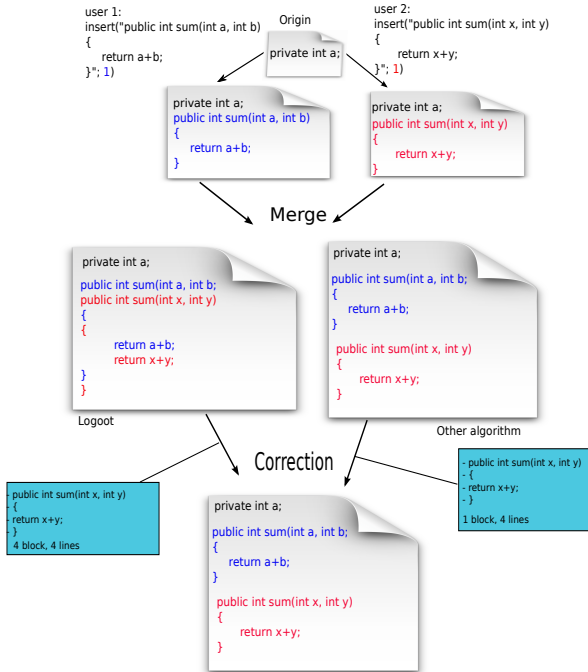 user 1:
insert("public int sum(int a, int b)
{
return a+b;
}"; 1)
Origin
private int a;
user 2:
insert("public int sum(int x, int y)
{
return x+y;
}"; 1)
private int a;
public int sum(int a, int b)
{
return a+b;
}
private int a;
public int sum(int x, int y)
{
return x+y;
}
Merge
private int a;
public int sum(int a, int b;
public int sum(int x, int y)
{
{
return a+b;
return x+y;
}
}
Logoot
private int a;
public int sum(int a, int b;
{
return a+b;
}
public int sum(int x, int y)
{
return x+y;
}
Other algorithm
Correction
- public int sum(int x, int y)
- {
- return x+y;
- }
4 block, 4 lines
- public int sum(int x, int y)
- {
- return x+y;
- }
1 block, 4 lines
private int a;
public int sum(int a, int b;
{
return a+b;
}
public int sum(int x, int y)
{
return x+y;
}